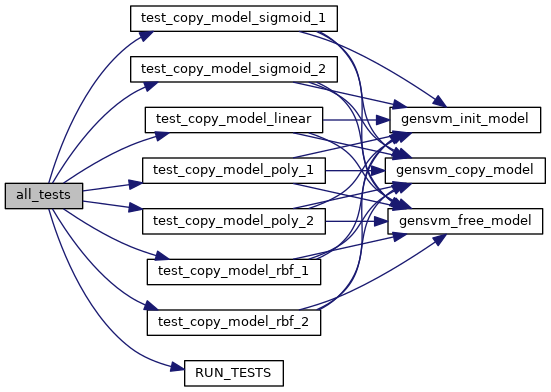 all_tests
test_copy_model_sigmoid_1
test_copy_model_sigmoid_2
test_copy_model_linear
test_copy_model_poly_1
test_copy_model_poly_2
test_copy_model_rbf_1
test_copy_model_rbf_2
RUN_TESTS
gensvm_init_model
gensvm_copy_model
gensvm_free_model